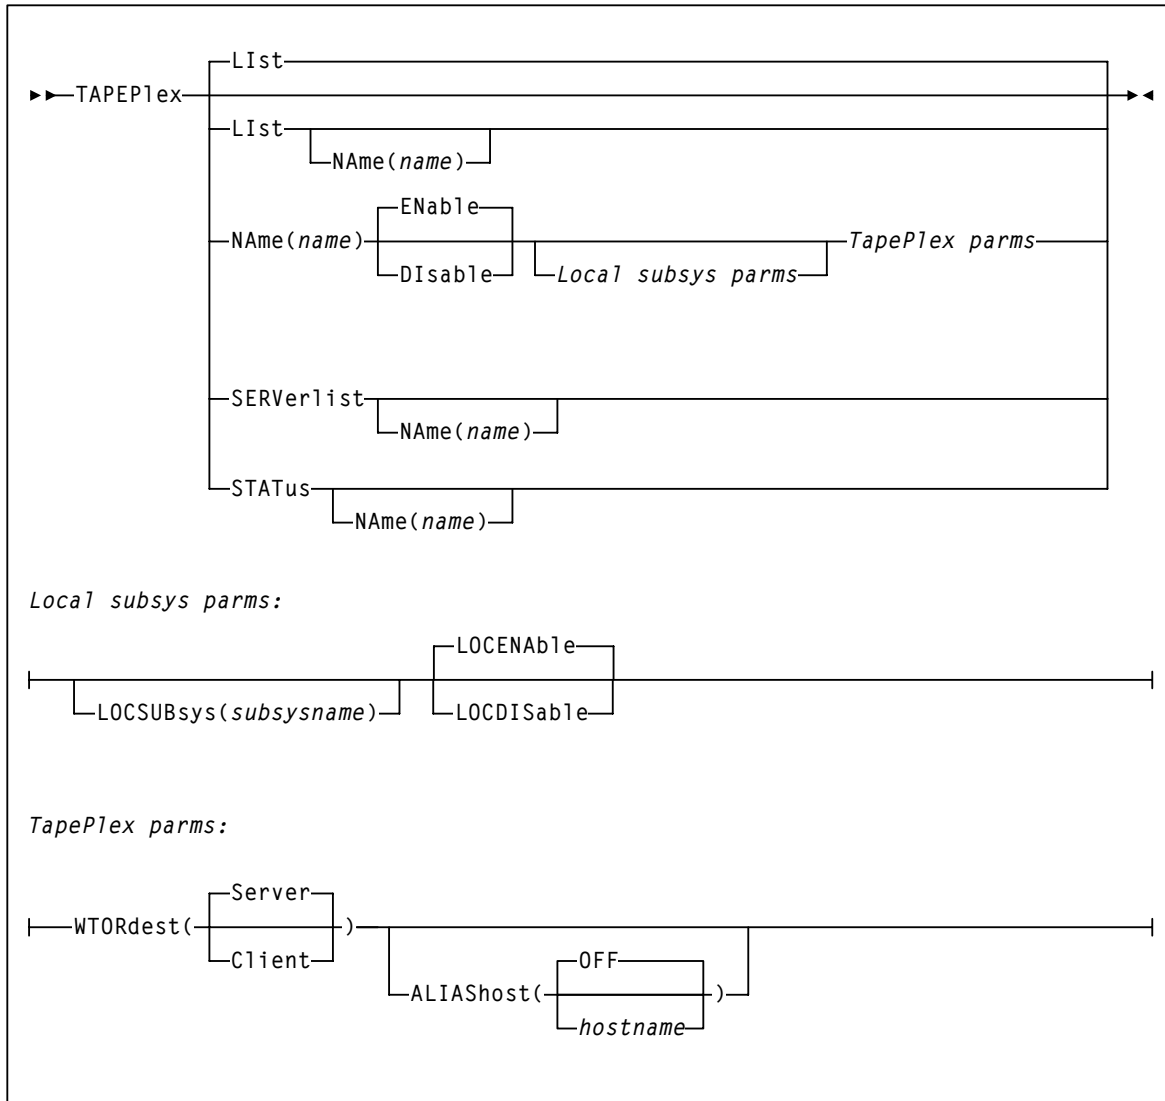 LIst
TAPEPlex
LIst
NAme(name)
ENable
NAme(name)
TapePlex parms
DIsable
Local subsys parms
SERVerlist
NAme(name)
STATus
NAme(name)
Local subsys parms:
LOCENAble
LOCSUBsys(subsysname)
LOCDISable
TapePlex parms:
Server
WTORdest( )
Client
OFF
ALIAShost( )
hostname